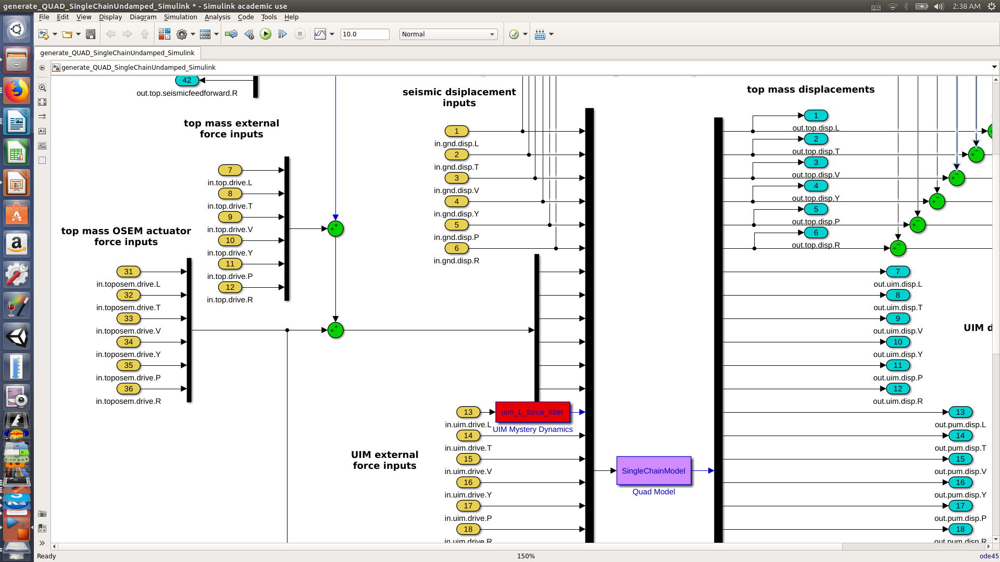 generate_QUAD_SingleChainUndamped_Simulink * - Simulink academic use
2:38 AM
File Edit View Display Diagram Simulation Analysis Code Tools Help
10.0
Normal
generate_QUAD_SingleChainUndamped_Simulink
generate_QUAD_SingleChainUndamped_Simulink
42
out.top.seismicfeedforward.R
top mass external
force inputs
7
in.top.drive.L
8
in.top.drive.T
9
in.top.drive.V
10
in.top.drive.Y
11
in.top.drive.P
12
in.top.drive.R
top mass OSEM actuator
force inputs
31
in.toposem.drive.L
32
in.toposem.drive.T
33
in.toposem.drive.V
34
in.toposem.drive.Y
35
in.toposem.drive.P
36
in.toposem.drive.R
seismic dsiplacement
inputs
1
in.gnd.disp.L
2
in.gnd.disp.T
3
in.gnd.disp.V
4
in.gnd.disp.Y
5
in.gnd.disp.P
6
in.gnd.disp.R
UIM external
force inputs
13
in.uim.drive.L
14
in.uim.drive.T
15
in.uim.drive.V
16
in.uim.drive.Y
17
in.uim.drive.P
18
in.uim.drive.R
uim_L_force_filter
UIM Mystery Dynamics
SingleChainModel
Quad Model
top mass displacements
1
out.top.disp.L
2
out.top.disp.T
3
out.top.disp.V
4
out.top.disp.Y
5
out.top.disp.P
6
out.top.disp.R
7
out.uim.disp.L
8
out.uim.disp.T
9
out.uim.disp.V
10
out.uim.disp.Y
11
out.uim.disp.P
12
out.uim.disp.R
UIM d
13
out.pum.disp.L
14
out.pum.disp.T
15
out.pum.disp.V
16
out.pum.disp.Y
17
out.pum.disp.P
18
out.pum.disp.R
Ready
150%
ode45